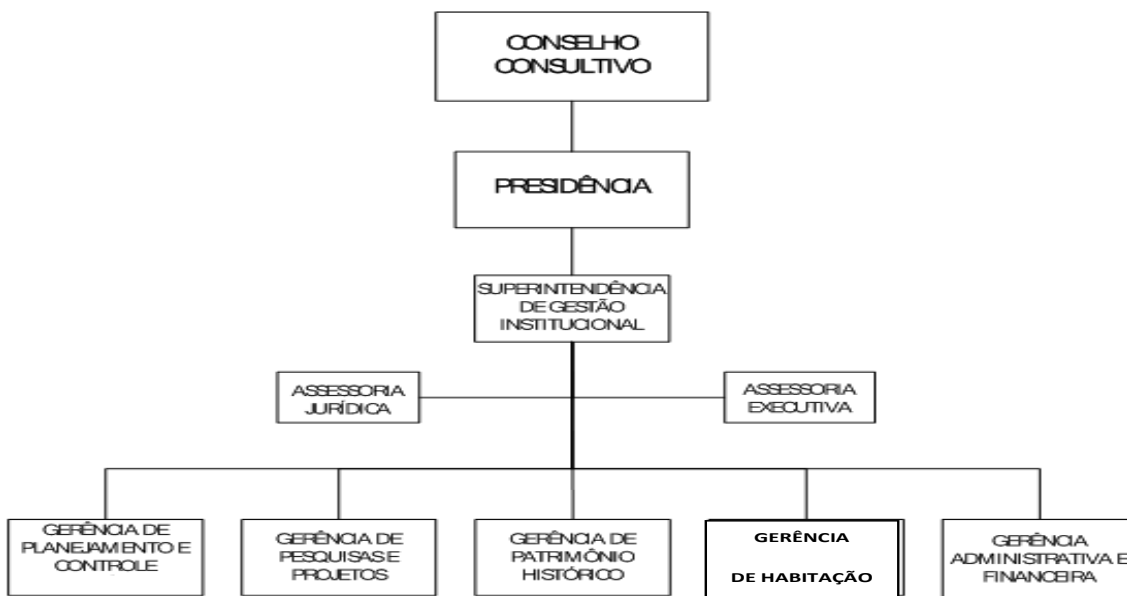 CONSELHO
CONSULTIVO
PRESIDÊNCIA
SUPERINTENDÊNCIA
DE GESTÃO
INSTITUCIONAL
ASSESSORIA
JURÍDICA
ASSESSORIA
EXECUTIVA
GERÊNCIA DE
PLANEJAMENTO E
CONTROLE
GERÊNCIA DE
PESQUISAS E
PROJETOS
GERÊNCIA DE
PATRIMÔNIO
HISTÓRICO
GERÊNCIA
DE HABITAÇÃO
GERÊNCIA
ADMINISTRATIVA E
FINANCEIRA